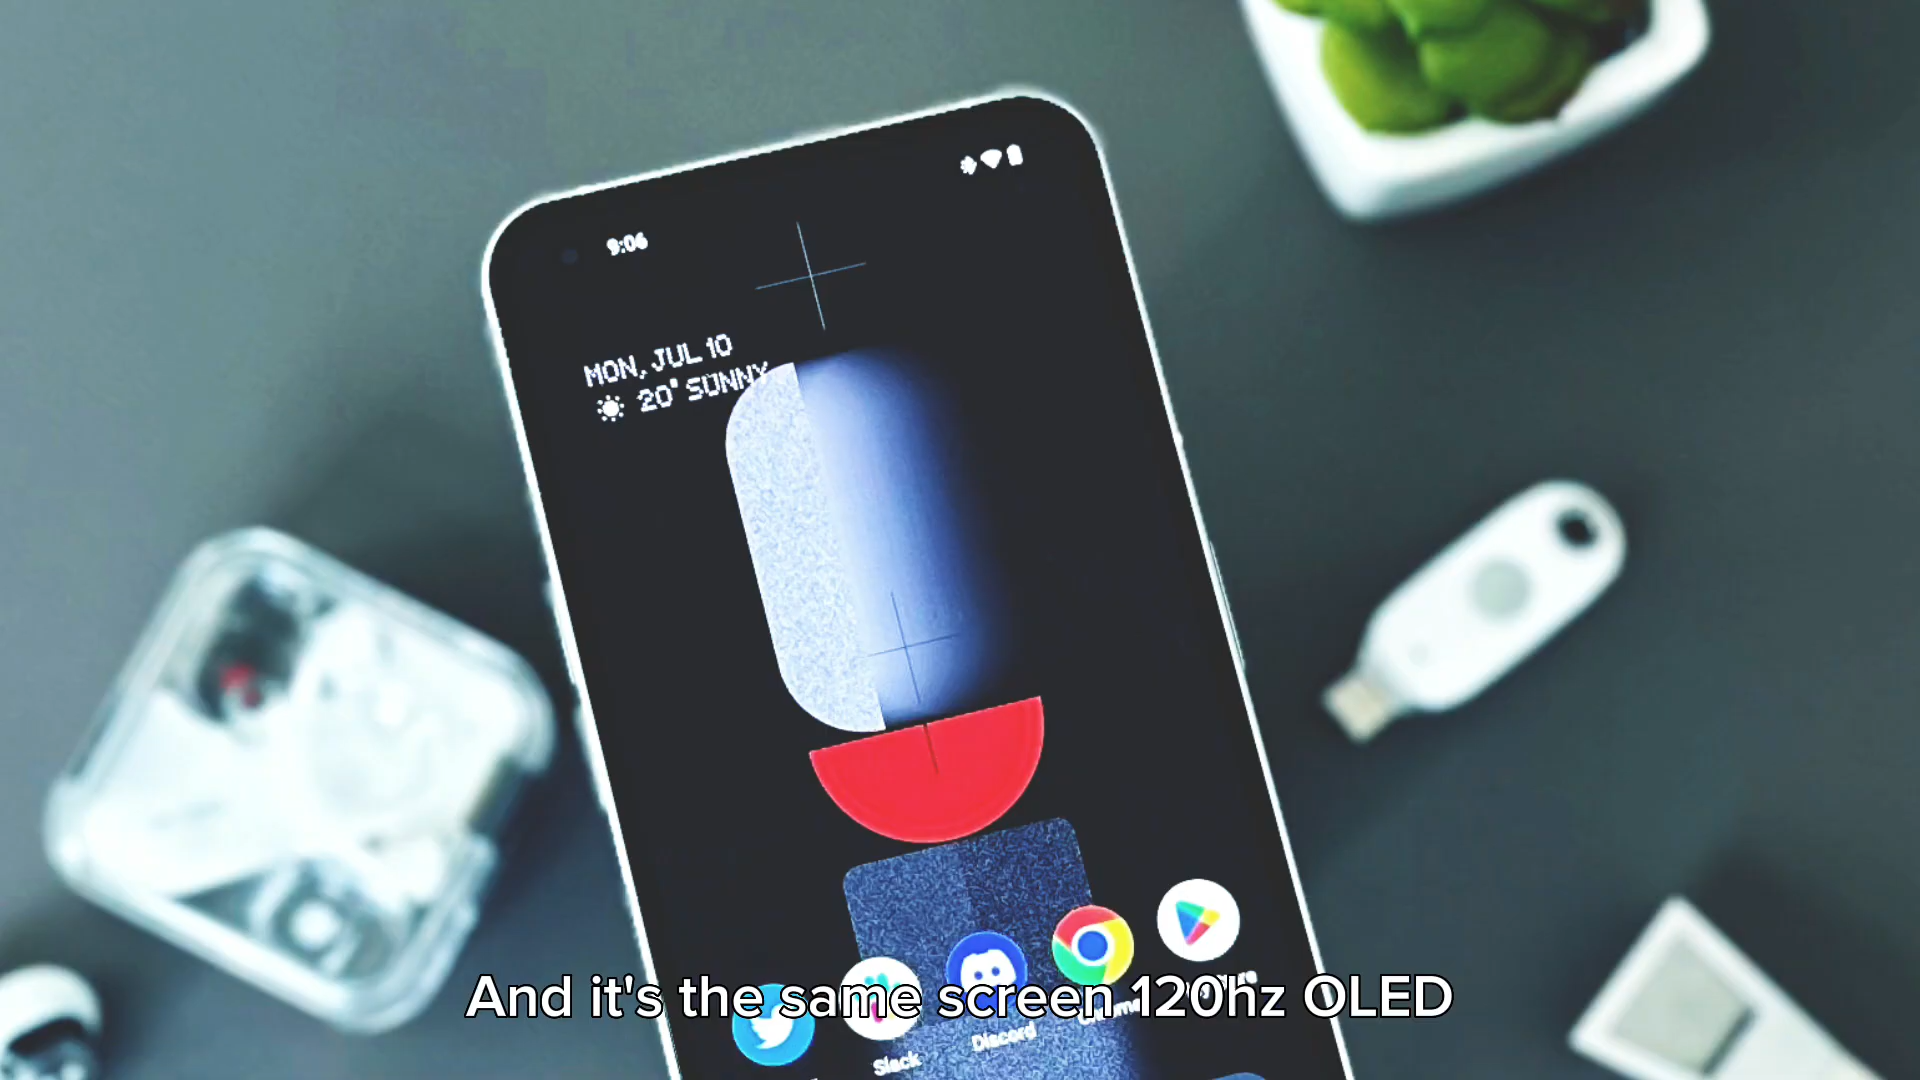 9:06
MON, JUL 10
20° SUNNY
Slack
Discord
And it's the same screen 120hz OLED